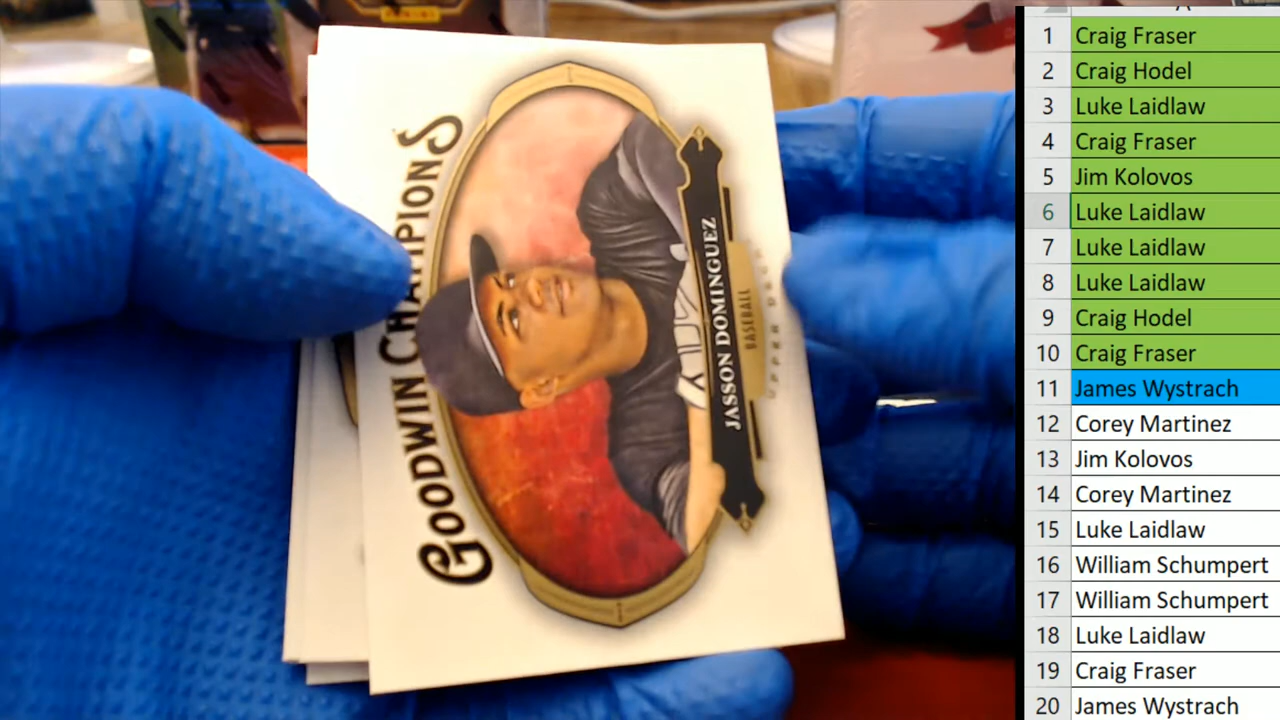 GOODWIN CHAMPIONS
JASSON DOMINGUEZ
BASEBALL
UPPER DECK
PANINI
A
1 Craig Fraser
2 Craig Hodel
3 Luke Laidlaw
4 Craig Fraser
5 Jim Kolovos
6 Luke Laidlaw
7 Luke Laidlaw
8 Luke Laidlaw
9 Craig Hodel
10 Craig Fraser
11 James Wystrach
12 Corey Martinez
13 Jim Kolovos
14 Corey Martinez
15 Luke Laidlaw
16 William Schumpert
17 William Schumpert
18 Luke Laidlaw
19 Craig Fraser
20 James Wystrach